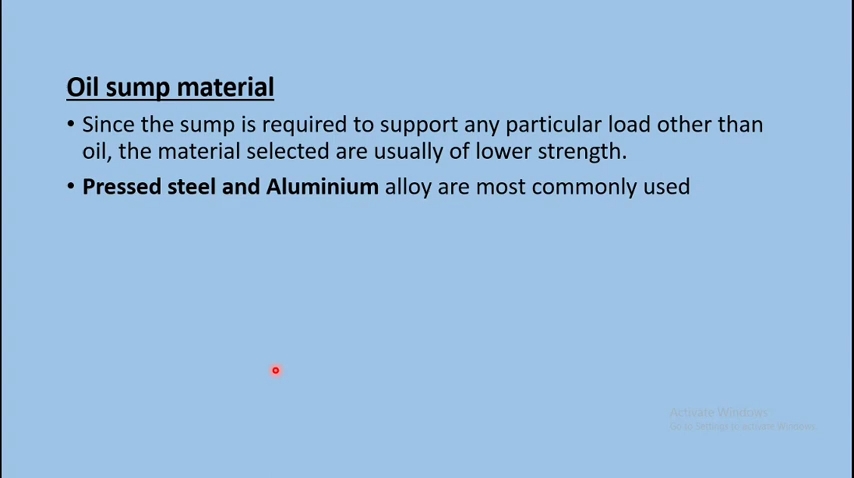 Oil sump material
• Since the sump is required to support any particular load other than
oil, the material selected are usually of lower strength.
• Pressed steel and Aluminium alloy are most commonly used
Activate Windows
Go to Settings to activate Windows.